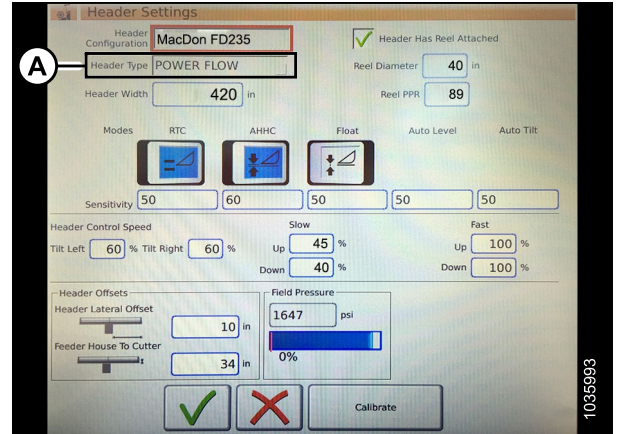 Header Settings
Header Configuration MacDon FD235
Header Has Reel Attached
A
Header Type POWER FLOW
Reel Diameter 40 in
Header Width 420 in
Reel PPR 89
Modes RTC AHHC Float Auto Level Auto Tilt
Sensitivity 50 60 50 50 50
Header Control Speed
Slow
Fast
Tilt Left 60 % Tilt Right 60 %
Up 45 %
Up 100 %
Down 40 %
Down 100 %
Header Offsets
Field Pressure
Header Lateral Offset
10 in
1647 psi
Feeder House To Cutter
34 in
0%
Calibrate
1035993